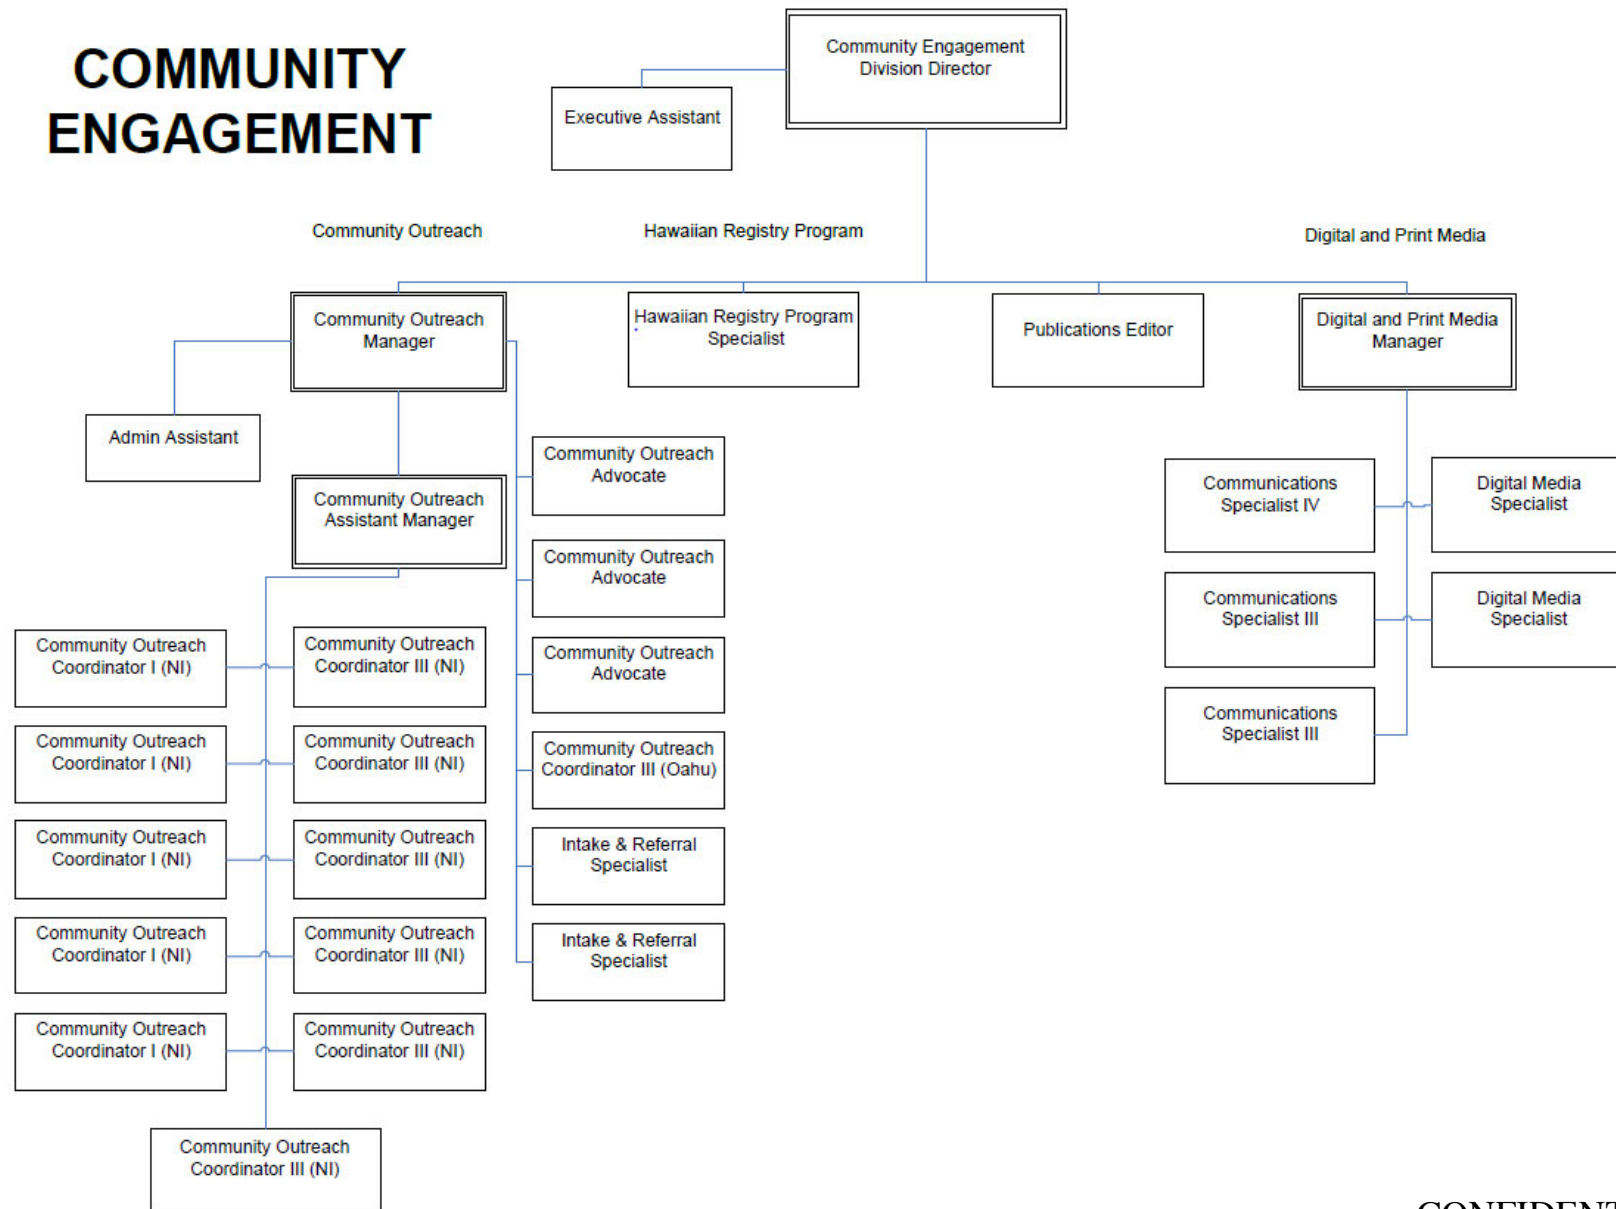 COMMUNITY
ENGAGEMENT
Community Engagement
Division Director
Executive Assistant
Community Outreach
Hawaiian Registry Program
Digital and Print Media
Community Outreach
Manager
Hawaiian Registry Program
Specialist
Publications Editor
Digital and Print Media
Manager
Admin Assistant
Community Outreach
Assistant Manager
Community Outreach
Advocate
Community Outreach
Advocate
Community Outreach
Advocate
Community Outreach
Coordinator III (Oahu)
Intake & Referral
Specialist
Intake & Referral
Specialist
Communications
Specialist IV
Digital Media
Specialist
Communications
Specialist III
Digital Media
Specialist
Communications
Specialist III
Community Outreach
Coordinator I (NI)
Community Outreach
Coordinator III (NI)
Community Outreach
Coordinator I (NI)
Community Outreach
Coordinator III (NI)
Community Outreach
Coordinator I (NI)
Community Outreach
Coordinator III (NI)
Community Outreach
Coordinator I (NI)
Community Outreach
Coordinator III (NI)
Community Outreach
Coordinator I (NI)
Community Outreach
Coordinator III (NI)
Community Outreach
Coordinator III (NI)